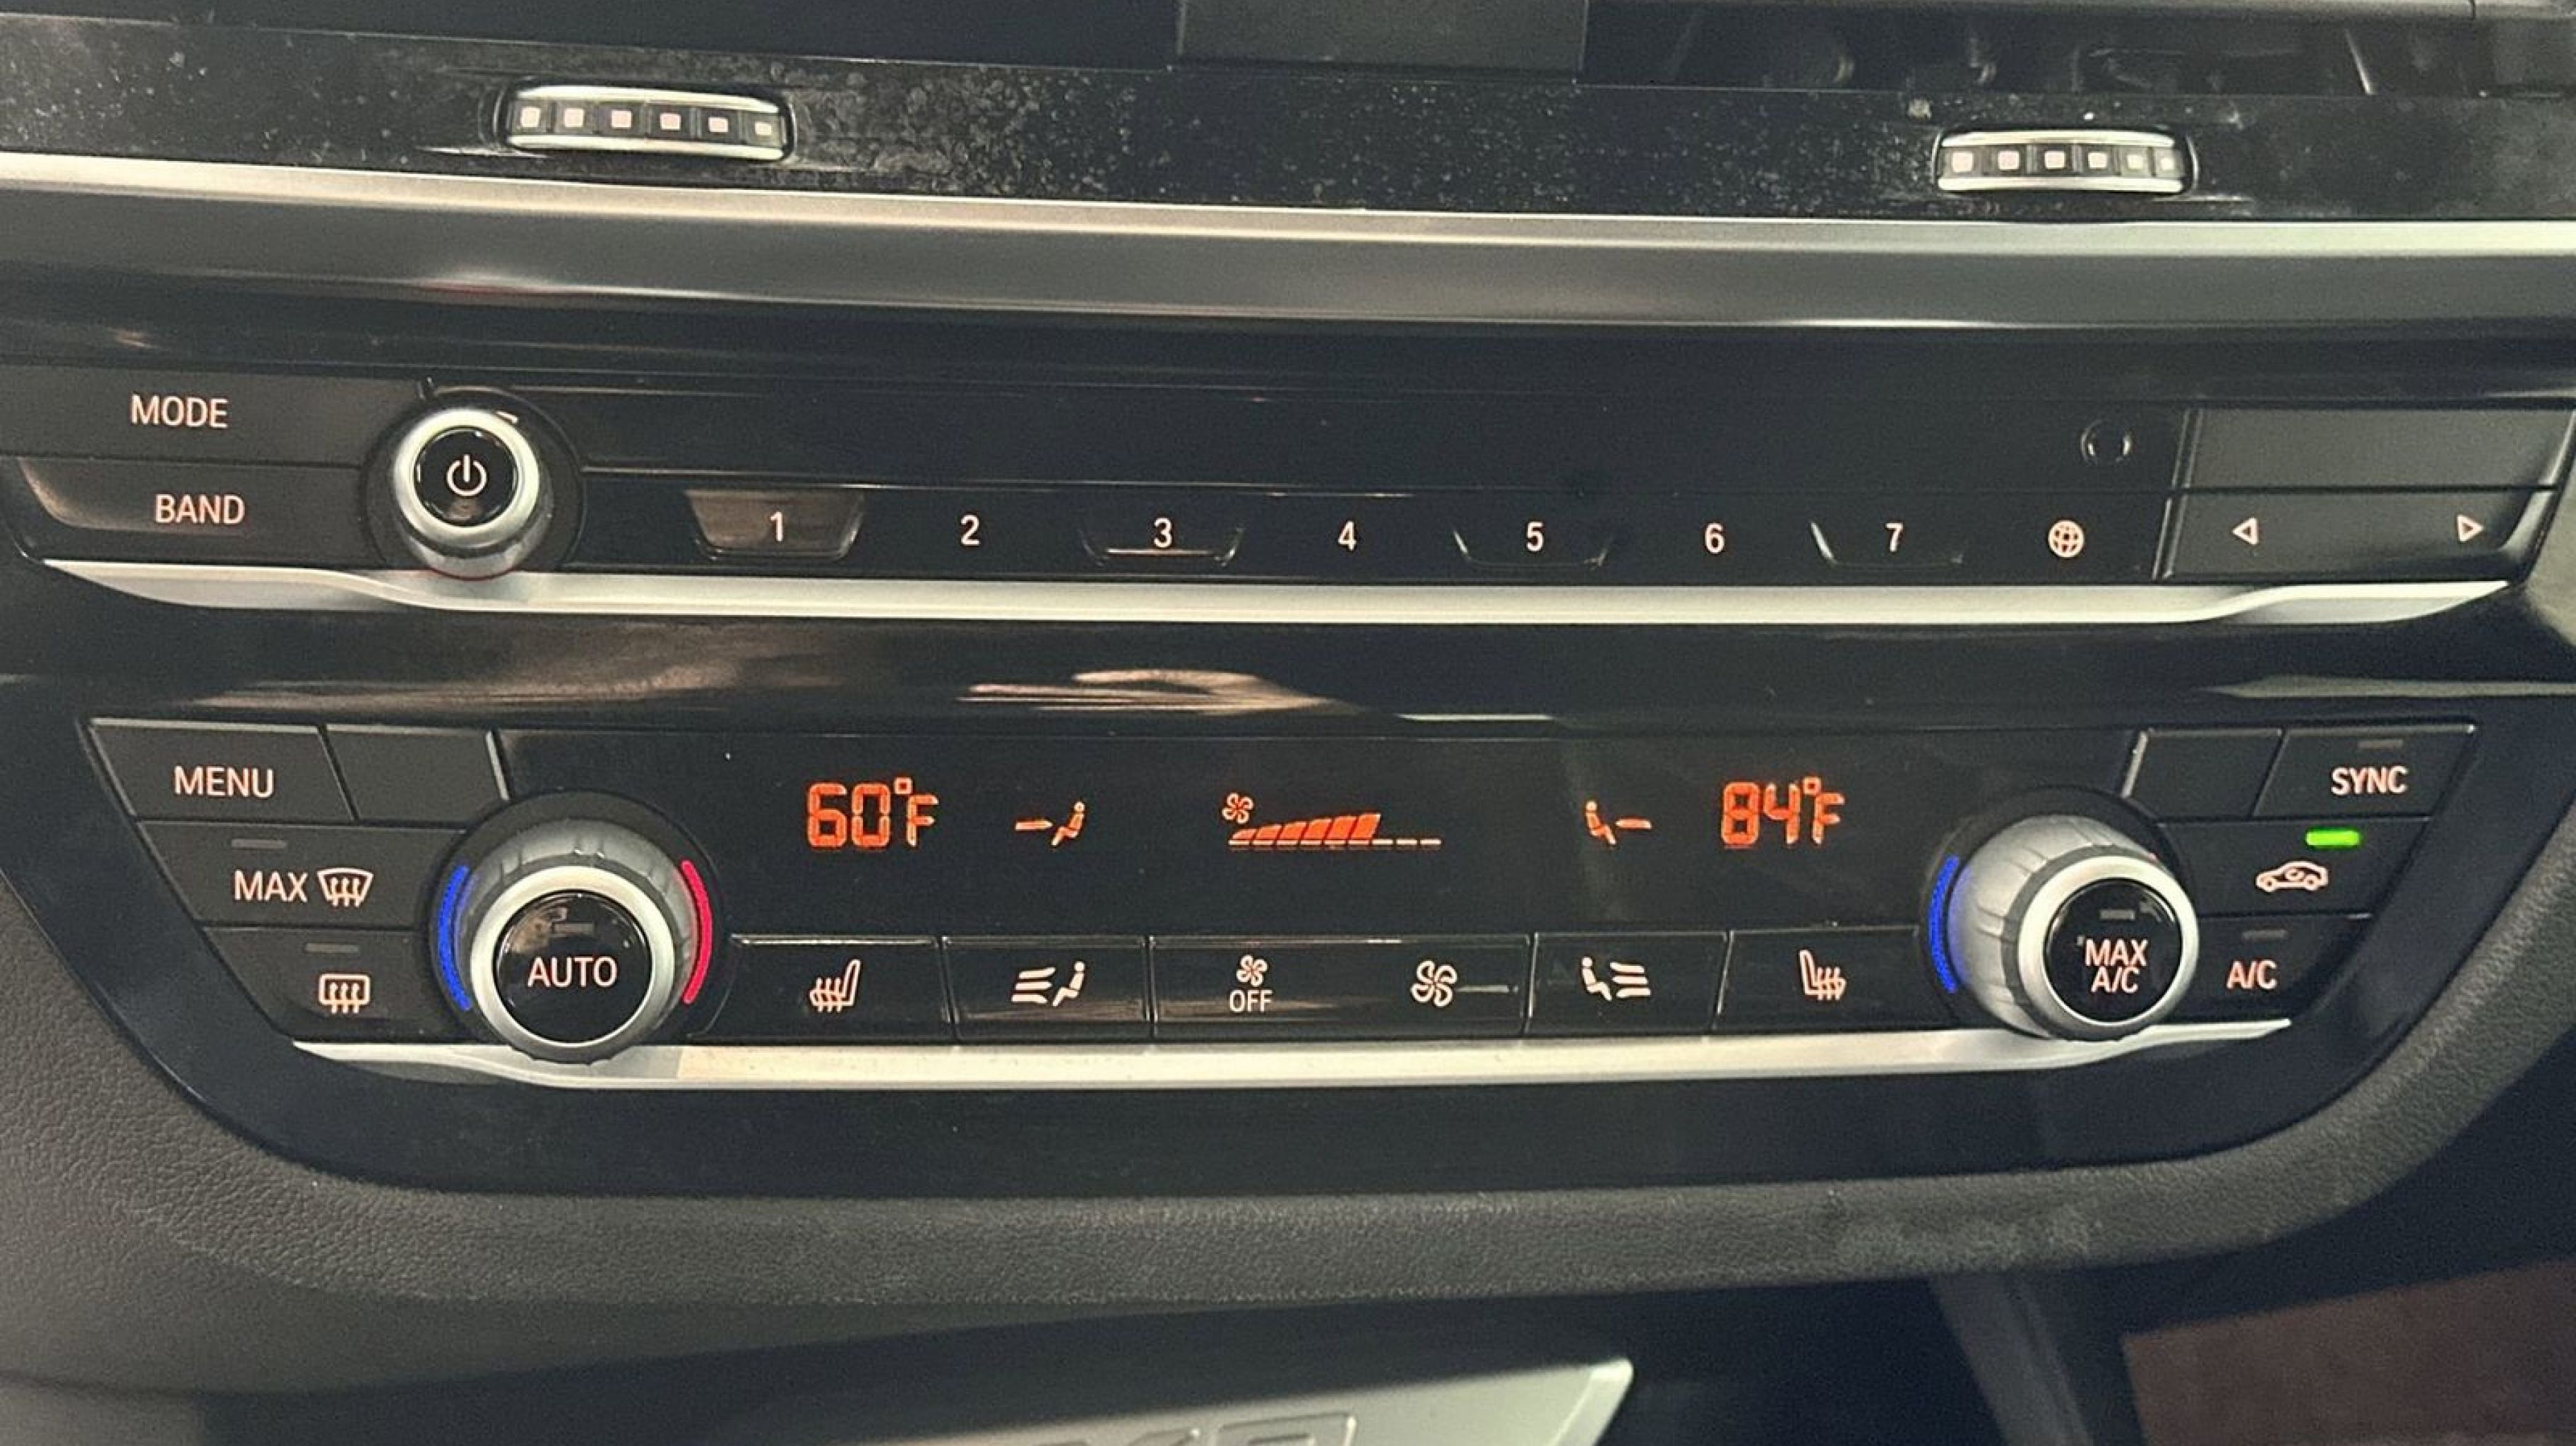 MODE
BAND
1 2 3 4 5 6 7
MENU
60°F
84°F
SYNC
MAX
AUTO
OFF
MAX
A/C
A/C